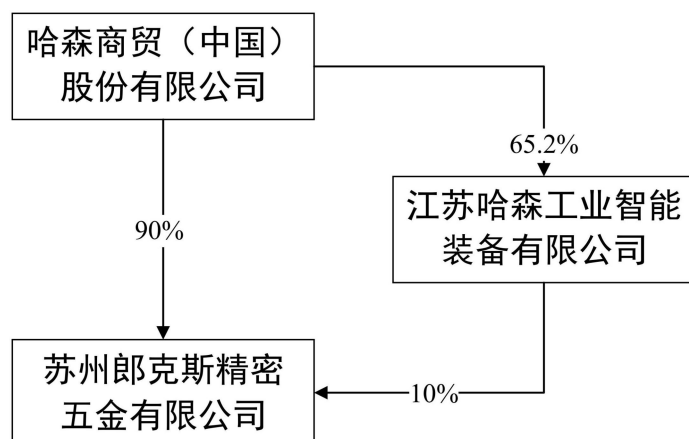 哈森商贸（中国）
股份有限公司
65.2%
江苏哈森工业智能
装备有限公司
90%
苏州郎克斯精密
五金有限公司
10%